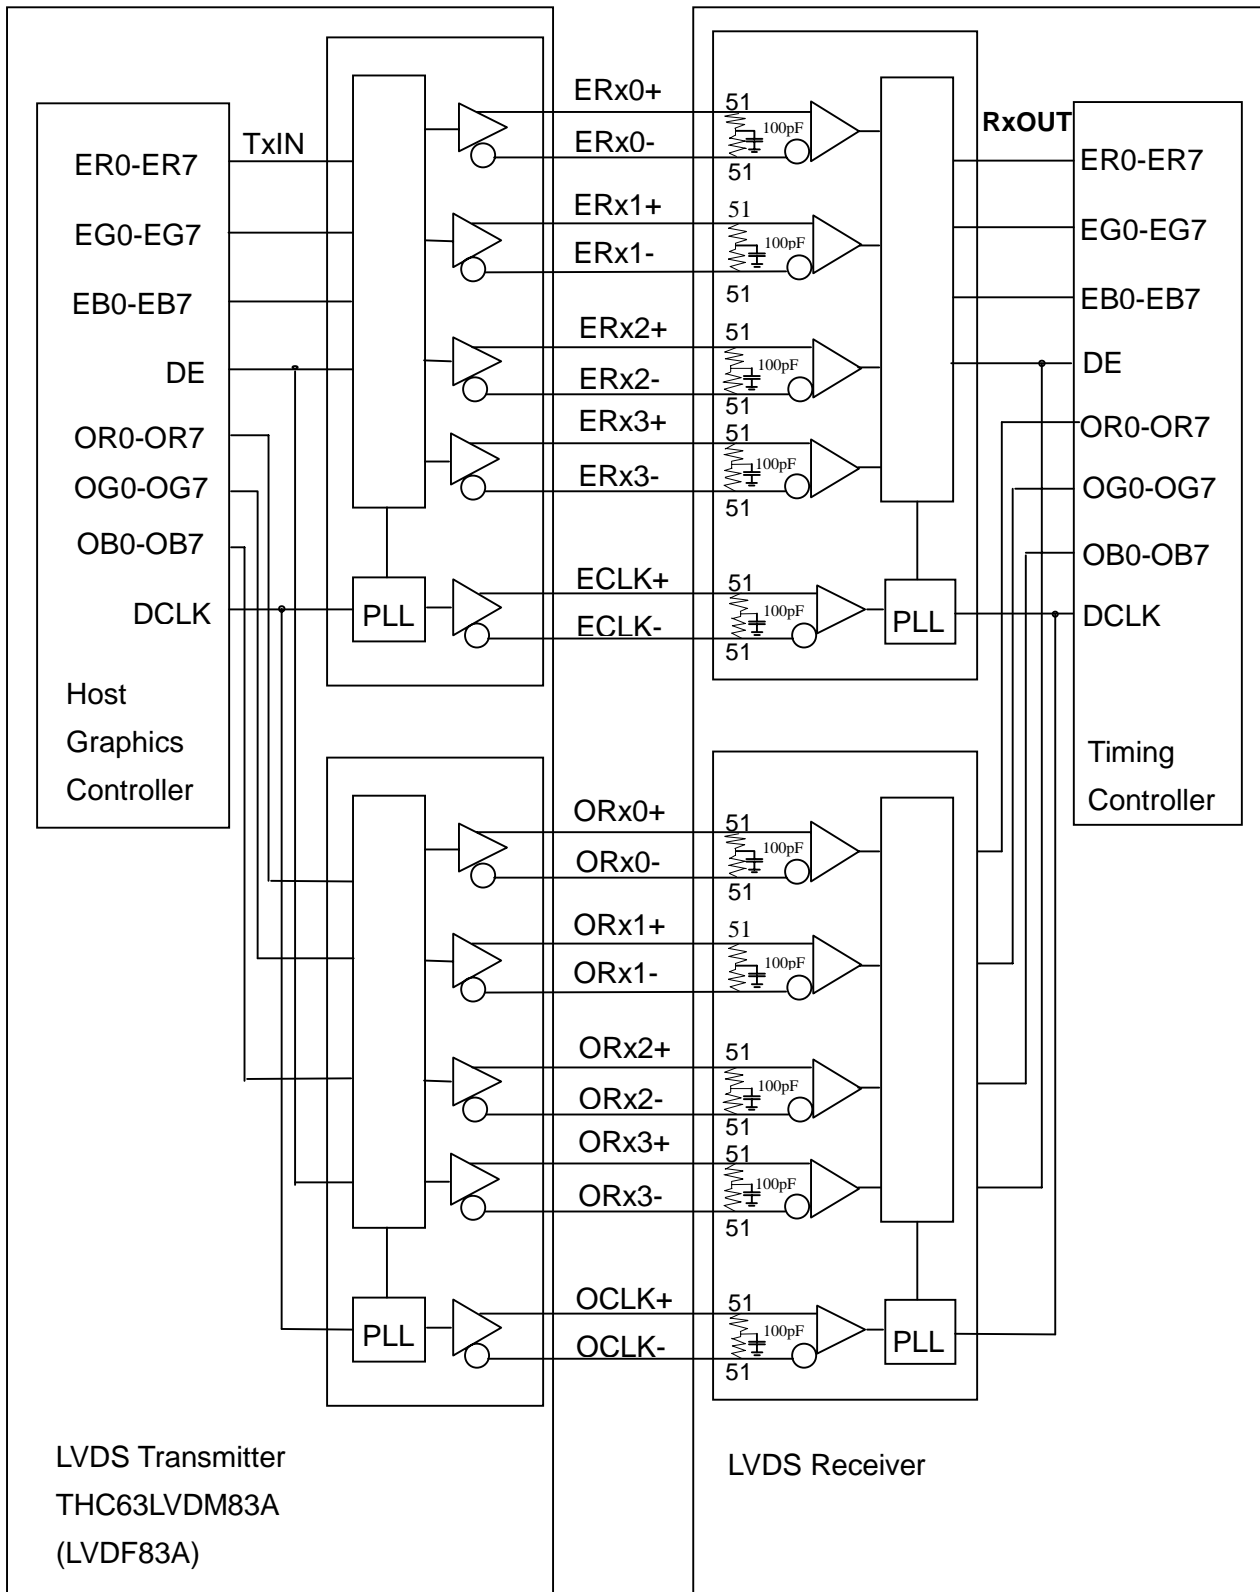 TxIN
ER0-ER7
EG0-EG7
EB0-EB7
DE
OR0-OR7
OG0-OG7
OB0-OB7
DCLK
Host
Graphics
Controller
PLL
ERx0+
ERx0-
ERx1+
ERx1-
ERx2+
ERx2-
ERx3+
ERx3-
ECLK+
ECLK-
51
100pF
51
51
100pF
51
51
100pF
51
51
100pF
51
51
100pF
51
PLL
RxOUT
ER0-ER7
EG0-EG7
EB0-EB7
DE
OR0-OR7
OG0-OG7
OB0-OB7
DCLK
Timing
Controller
PLL
ORx0+
ORx0-
ORx1+
ORx1-
ORx2+
ORx2-
ORx3+
ORx3-
OCLK+
OCLK-
51
100pF
51
51
100pF
51
100pF
51
51
100pF
51
51
100pF
51
PLL
LVDS Transmitter
THC63LVDM83A
(LVDF83A)
LVDS Receiver